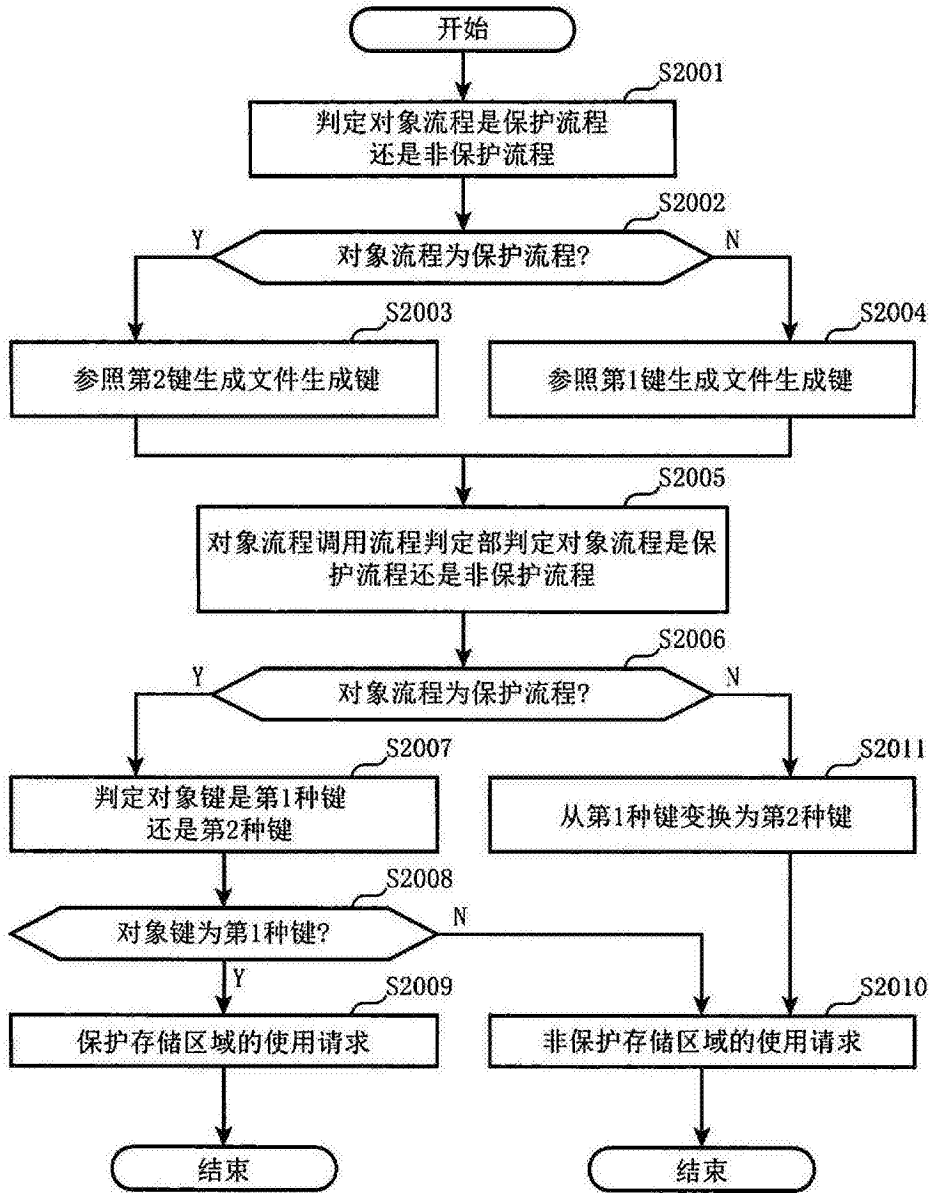 开始
S2001
判定对象流程是保护流程
还是非保护流程
S2002
Y
对象流程为保护流程?
N
S2003
S2004
参照第2键生成文件生成键
参照第1键生成文件生成键
S2005
对象流程调用流程判定部判定对象流程是保
护流程还是非保护流程
S2006
Y
对象流程为保护流程?
N
S2007
S2011
判定对象键是第1种键
还是第2种键
从第1种键变换为第2种键
S2008
对象键为第1种键?
N
Y
S2009
S2010
保护存储区域的使用请求
非保护存储区域的使用请求
结束
结束